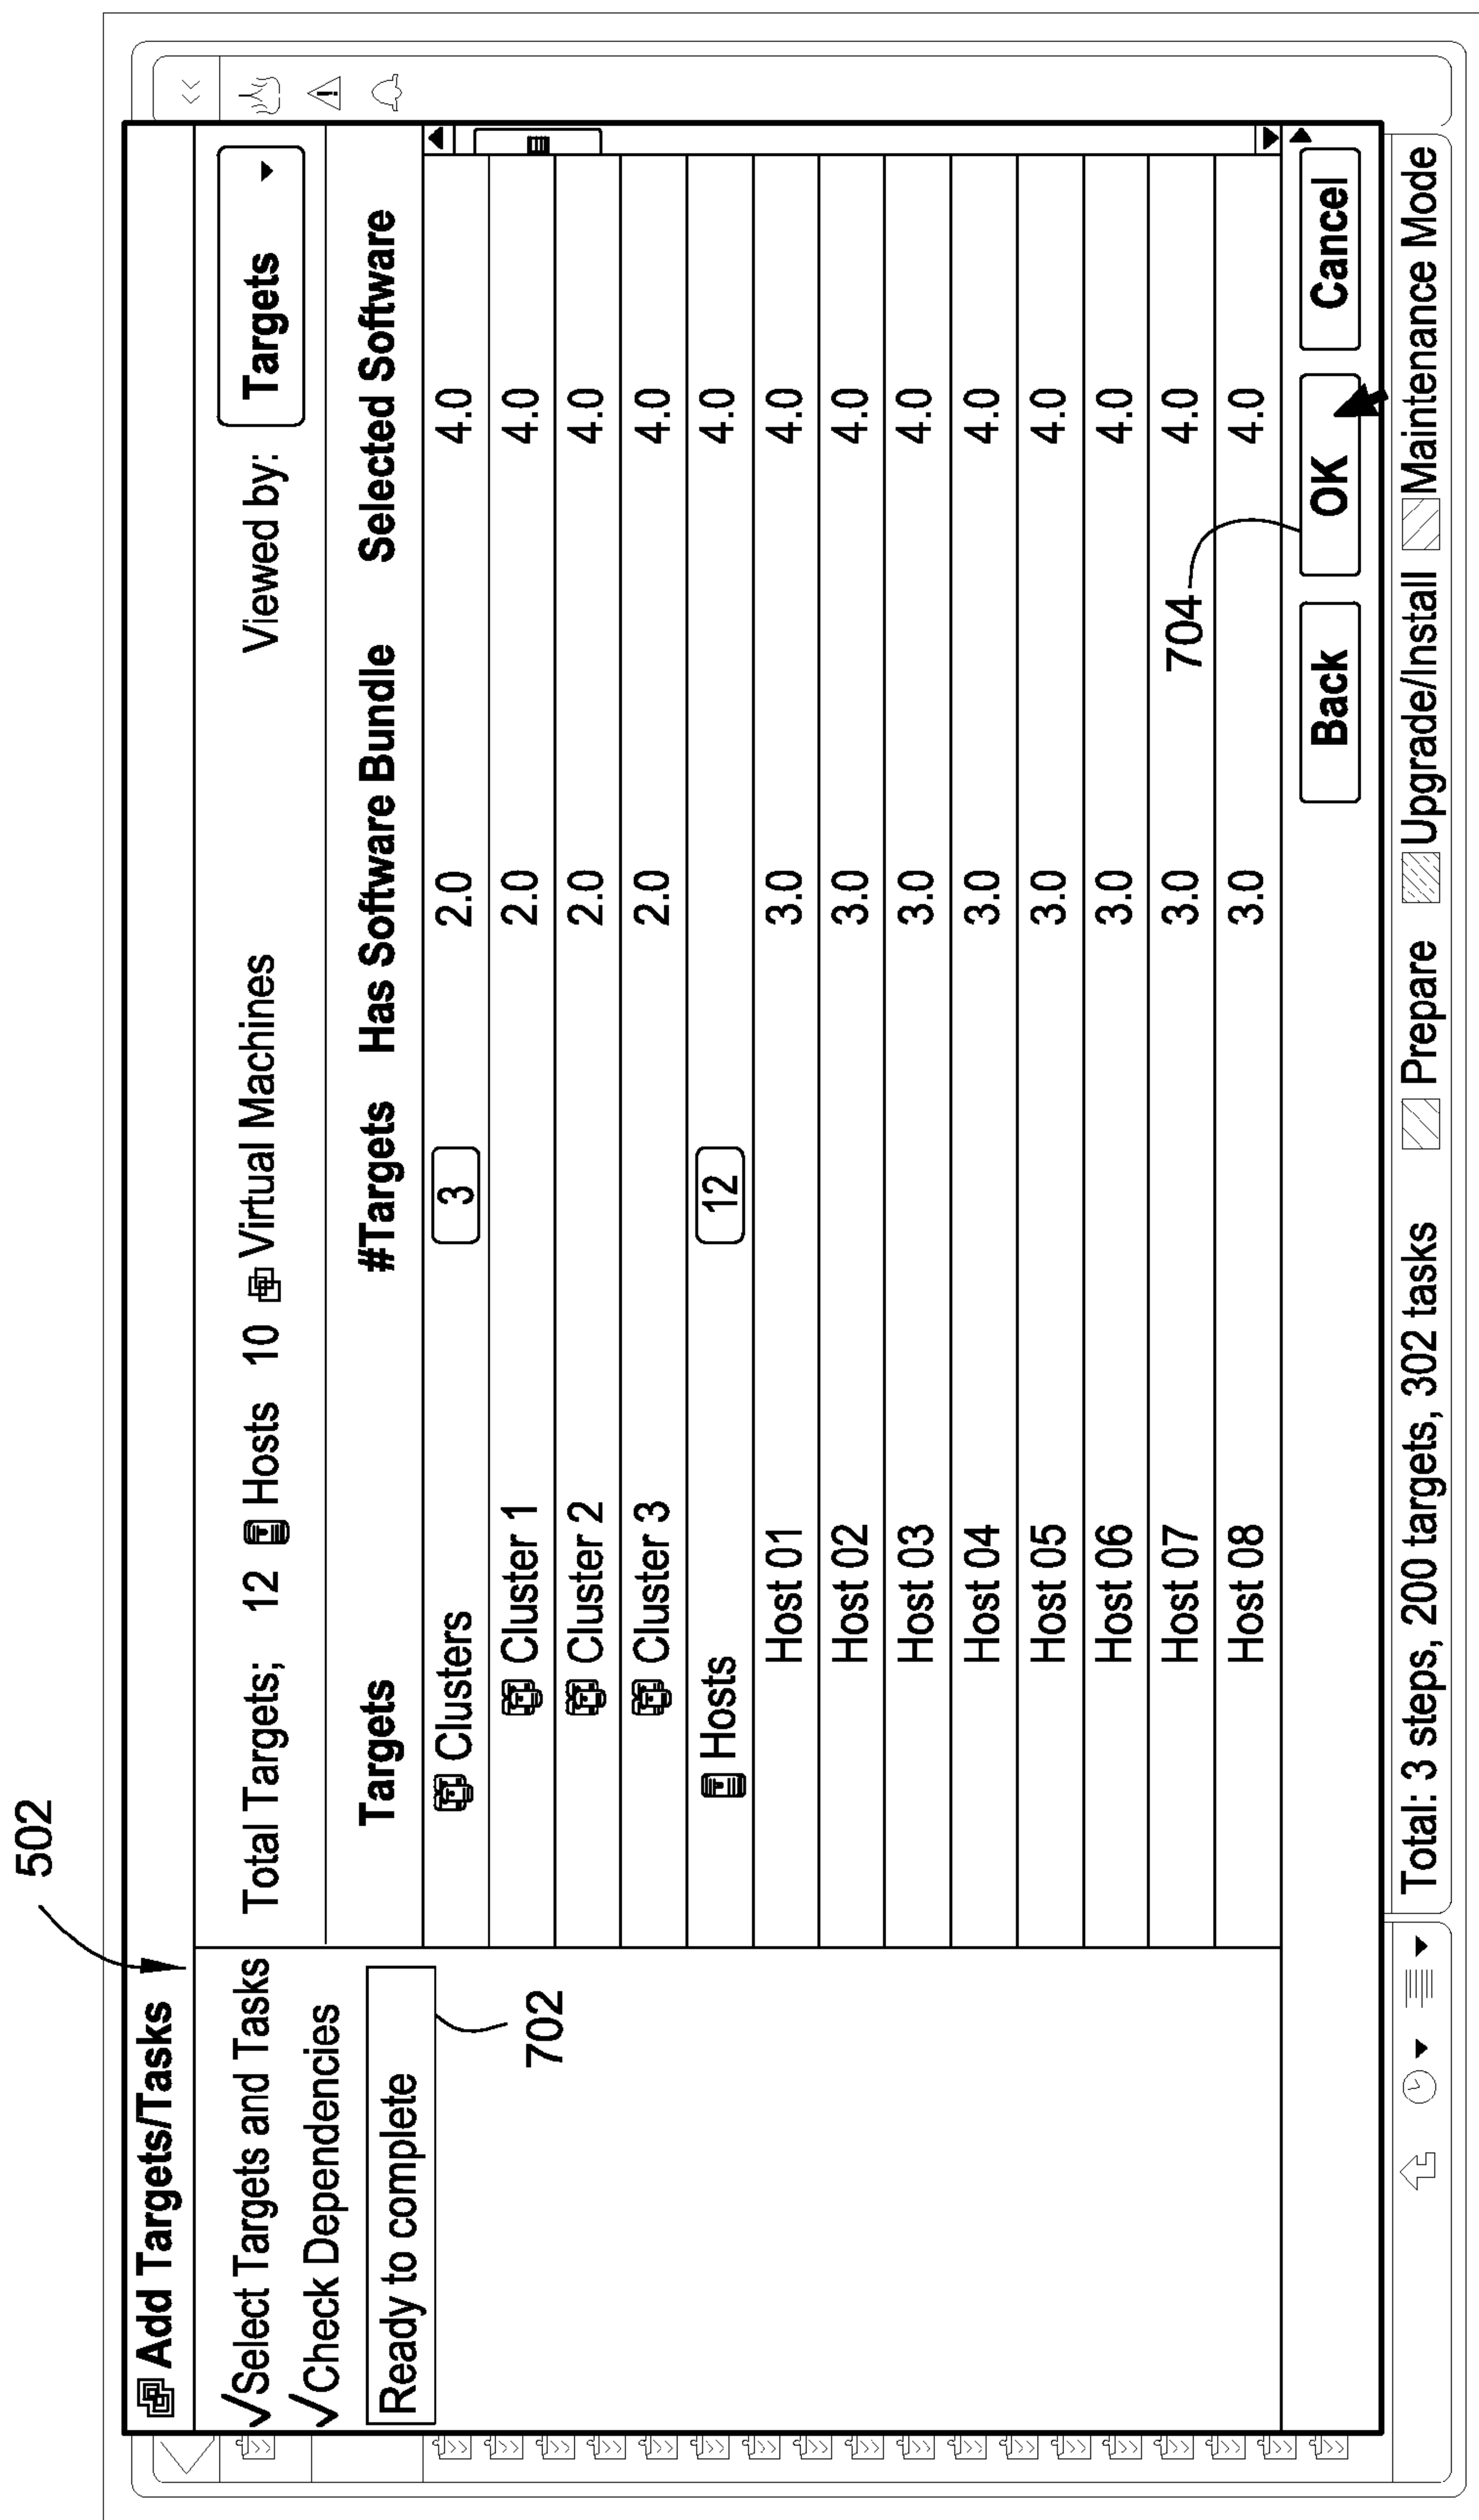 502
Add Targets/Tasks
√Select Targets and Tasks
√Check Dependencies
Ready to complete
702
Total Targets; 12 Hosts 10 Virtual Machines Viewed by: Targets
Targets #Targets Has Software Bundle Selected Software
Clusters 3 2.0 4.0
Cluster 1 2.0 4.0
Cluster 2 2.0 4.0
Cluster 3 2.0 4.0
Hosts 12 4.0
Host 01 3.0 4.0
Host 02 3.0 4.0
Host 03 3.0 4.0
Host 04 3.0 4.0
Host 05 3.0 4.0
Host 06 3.0 4.0
Host 07 3.0 4.0
Host 08 3.0 4.0
704
Back OK Cancel
Total: 3 steps, 200 targets, 302 tasks Prepare Upgrade/Install Maintenance Mode